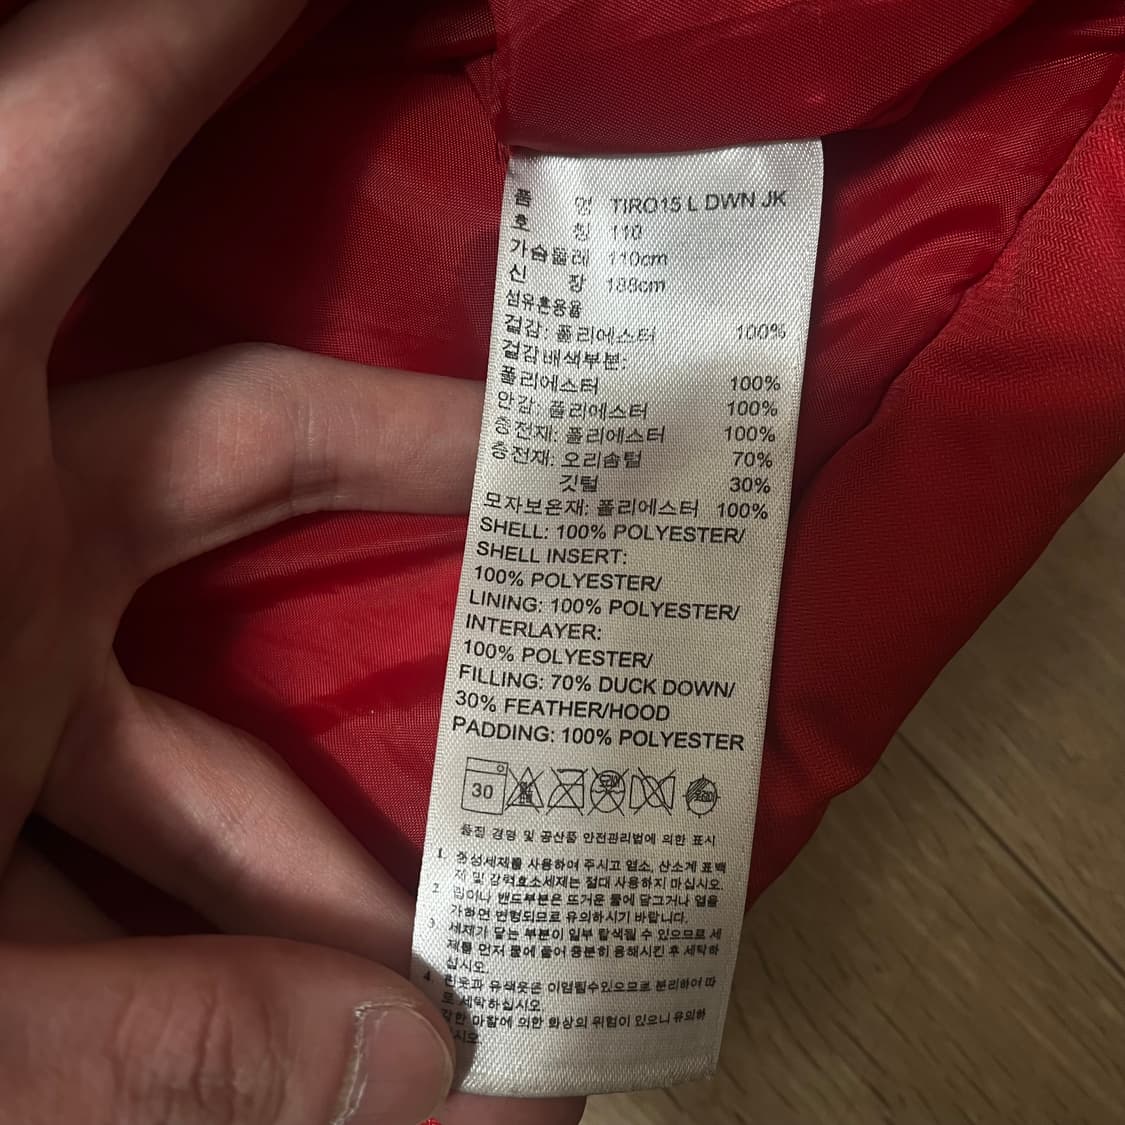 품 명 TIRO15 L DWN JK
호 칭 110
가슴둘레 110cm
신 장 188cm
섬유혼용율
겉감: 폴리에스터 100%
겉감배색부분:
폴리에스터 100%
안감: 폴리에스터 100%
충전재: 폴리에스터 100%
충전재: 오리솜털 70%
깃털 30%
모자보온재: 폴리에스터 100%
SHELL: 100% POLYESTER/
SHELL INSERT:
100% POLYESTER/
LINING: 100% POLYESTER/
INTERLAYER:
100% POLYESTER/
FILLING: 70% DUCK DOWN/
30% FEATHER/HOOD
PADDING: 100% POLYESTER
30
품질 경영 및 공산품 안전관리법에 의한 표시
1. 중성세제를 사용하여 주시고 염소, 산소계 표백
제 및 강력효소세제는 절대 사용하지 마십시오.
2 밴드부분은 뜨거운 물에 담그거나 열을
가하면 변형되므로 유의하시기 바랍니다.
3 세제가 닿는 부분이 일부 탈색될 수 있으므로 세
제를 먼저 물에 풀어 충분히 용해시킨 후 세탁하
십시오.
4. 흰옷과 유색옷은 이염될수있으므로 분리하여 따
로 세탁하십시오.
강한 마찰에 의한 화상의 위험이 있으니 유의하
십시오.